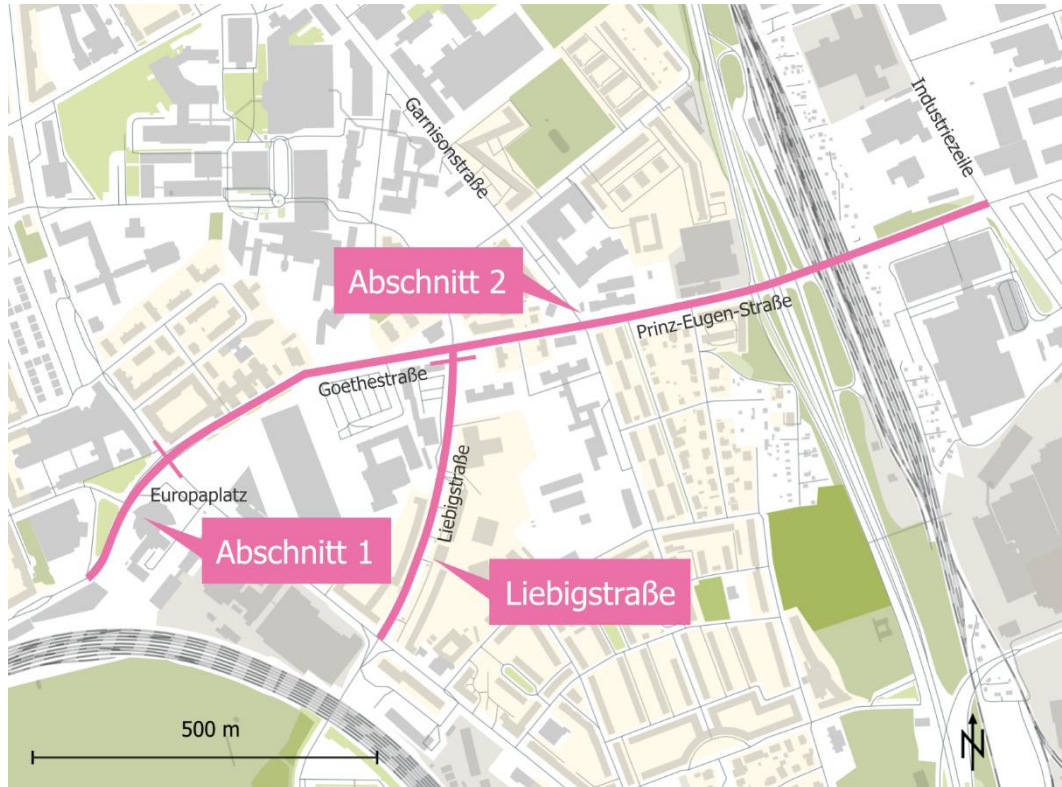 Garnisonstraße
Industriezeile
Abschnitt 2
Prinz-Eugen-Straße
Goethestraße
Liebigstraße
Europaplatz
Abschnitt 1
Liebigstraße
500 m
N